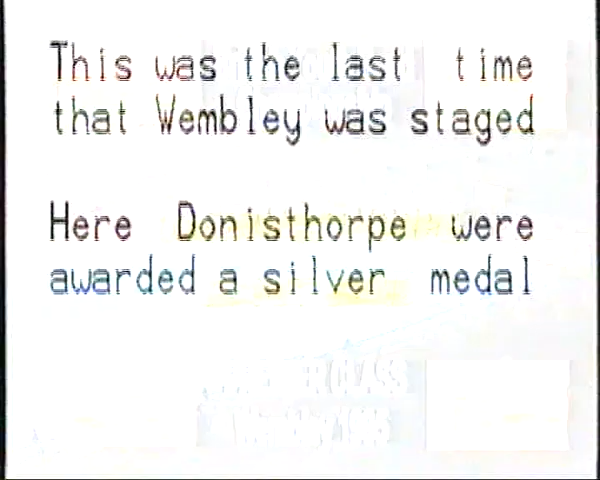 This was the last time
that Wembley was staged
Here Donisthorpe were
awarded a silver medal